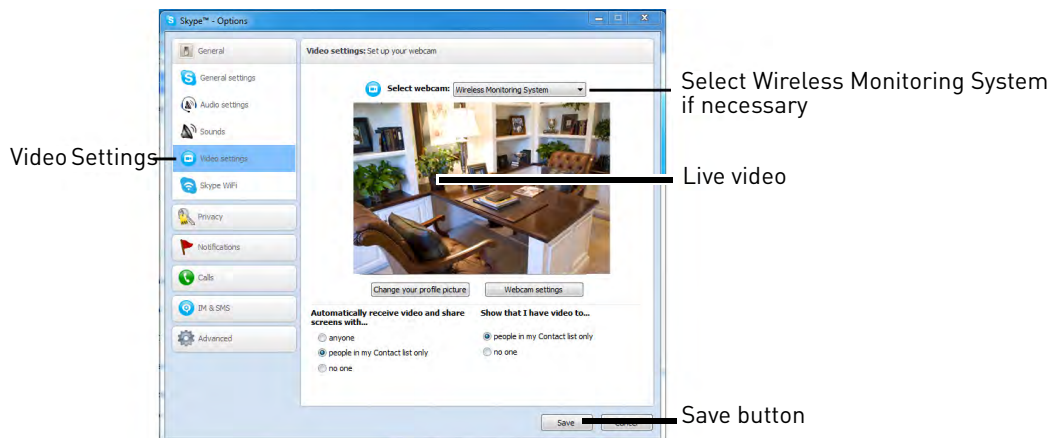 Skype™ - Options
General
General settings
Audio settings
Sounds
Video settings
Skype WiFi
Privacy
Notifications
Calls
IM & SMS
Advanced
Video settings: Set up your webcam
Select webcam: Wireless Monitoring System
Change your profile picture
Webcam settings
Automatically receive video and share
screens with...
anyone
people in my Contact list only
no one
Show that I have video to...
people in my Contact list only
no one
Save
Cancel
Video Settings
Select Wireless Monitoring System
if necessary
Live video
Save button